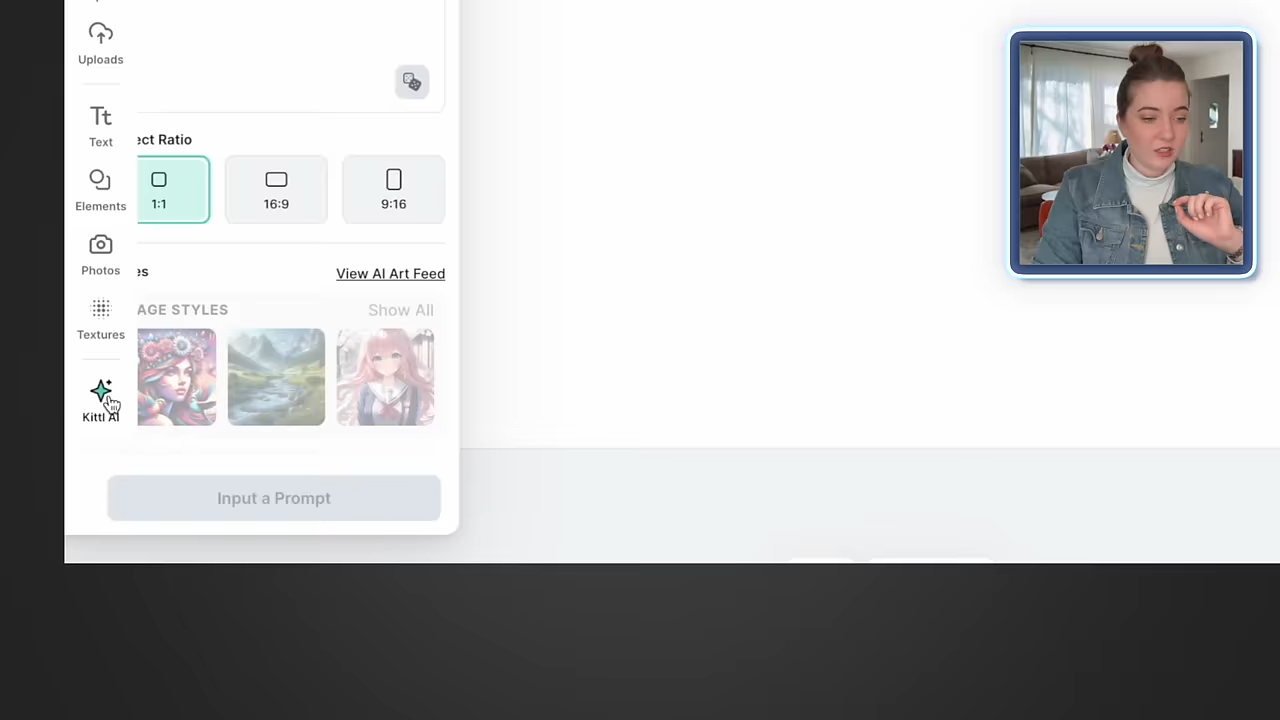 Uploads
Text
ect Ratio
1:1
16:9
9:16
Elements
Photos
es
View AI Art Feed
AGE STYLES
Show All
Textures
Kittl AI
Input a Prompt